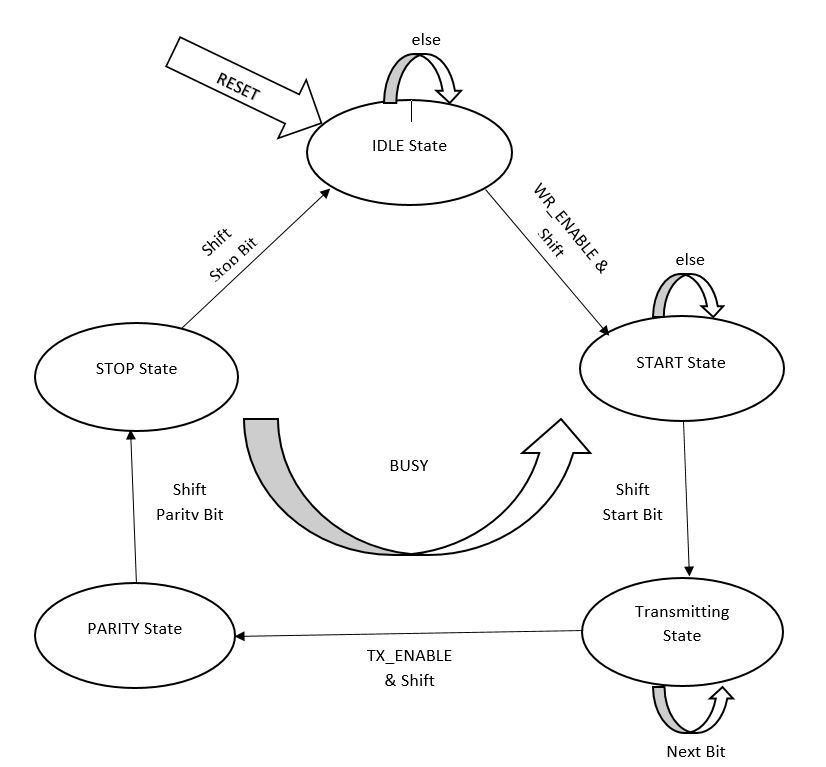 else
RESET
IDLE State
WR_ENABLE &
Shift
Shift
Stop Bit
else
STOP State
START State
BUSY
Shift
Parity Bit
Shift
Start Bit
PARITY State
Transmitting
State
TX_ENABLE
& Shift
Next Bit